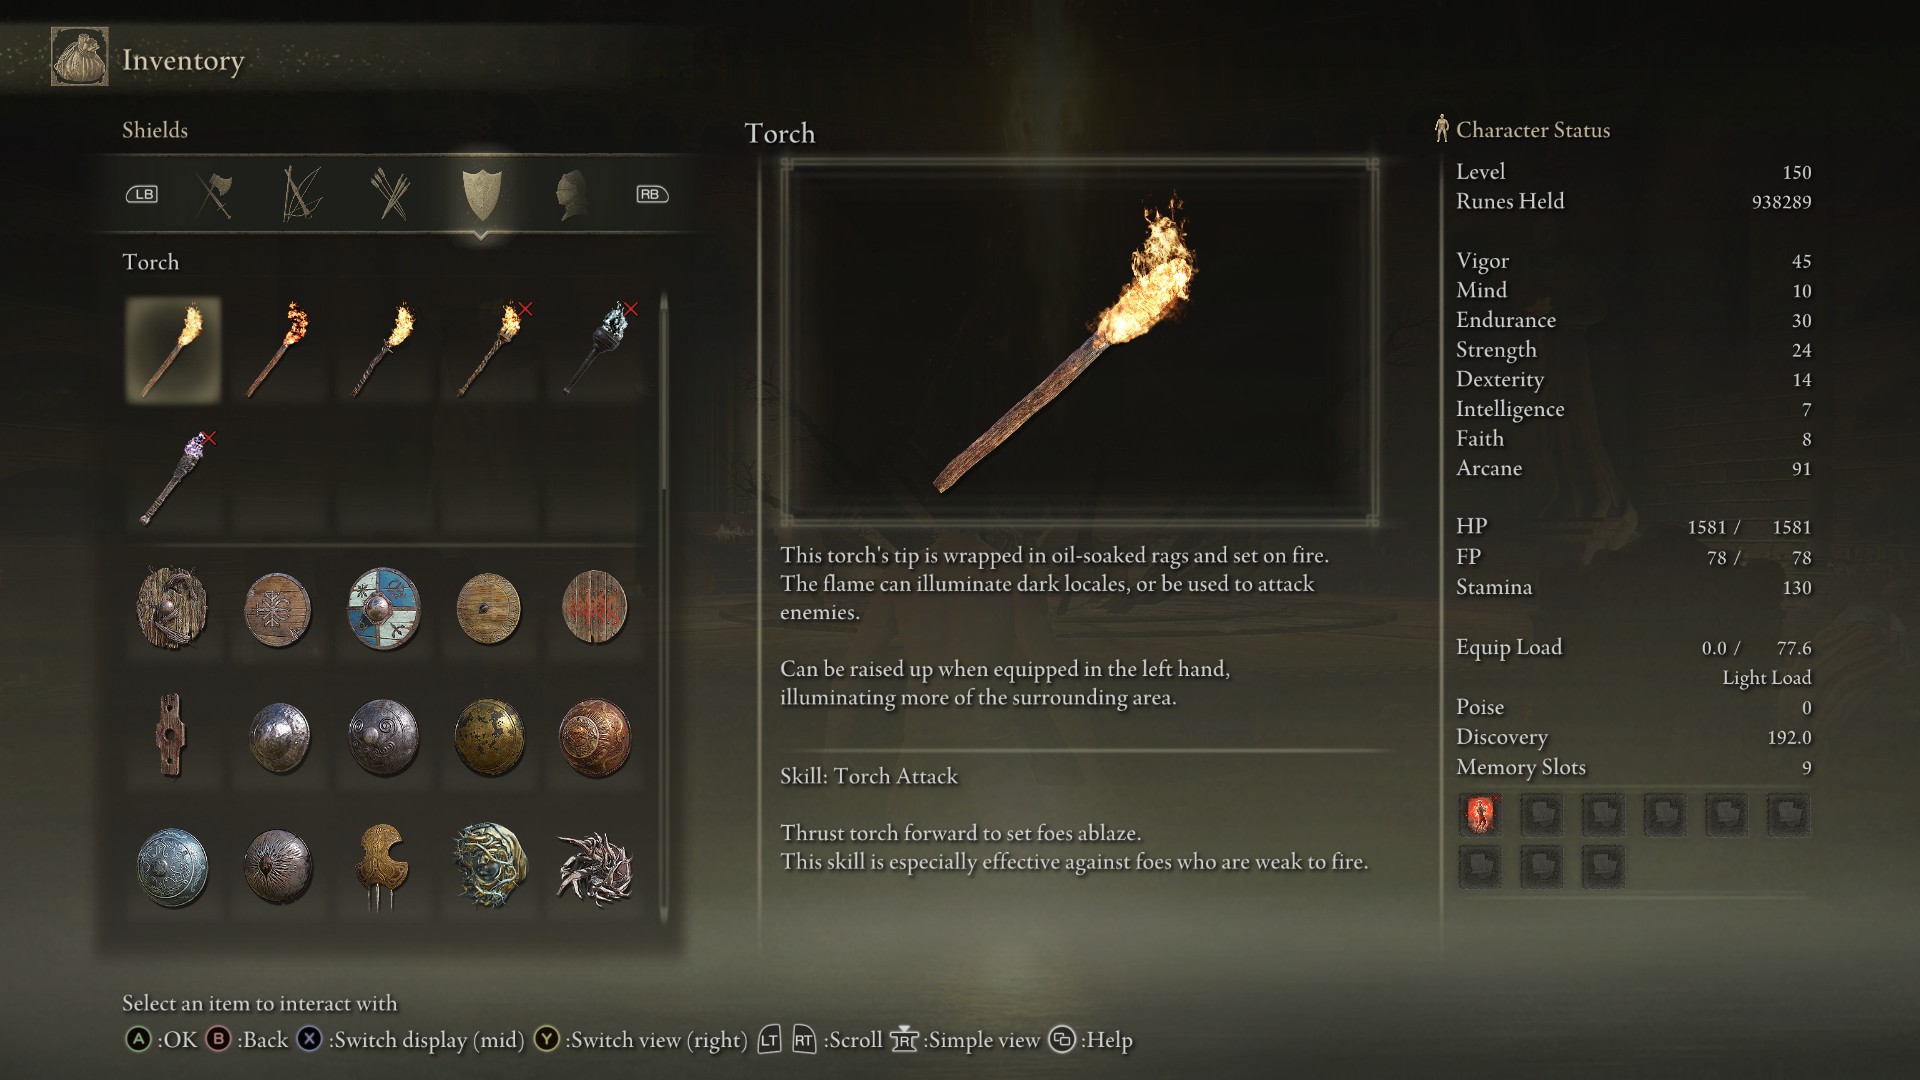 Inventory
Shields
LB
RB
Torch
Torch
This torch's tip is wrapped in oil-soaked rags and set on fire.
The flame can illuminate dark locales, or be used to attack
enemies.
Can be raised up when equipped in the left hand,
illuminating more of the surrounding area.
Skill: Torch Attack
Thrust torch forward to set foes ablaze.
This skill is especially effective against foes who are weak to fire.
Character Status
Level 150
Runes Held 938289
Vigor 45
Mind 10
Endurance 30
Strength 24
Dexterity 14
Intelligence 7
Faith 8
Arcane 91
HP 1581 / 1581
FP 78 / 78
Stamina 130
Equip Load 0.0 / 77.6
Light Load
Poise 0
Discovery 192.0
Memory Slots 9
Select an item to interact with
A :OK B :Back X :Switch display (mid) Y :Switch view (right) LT RT :Scroll R :Simple view :Help